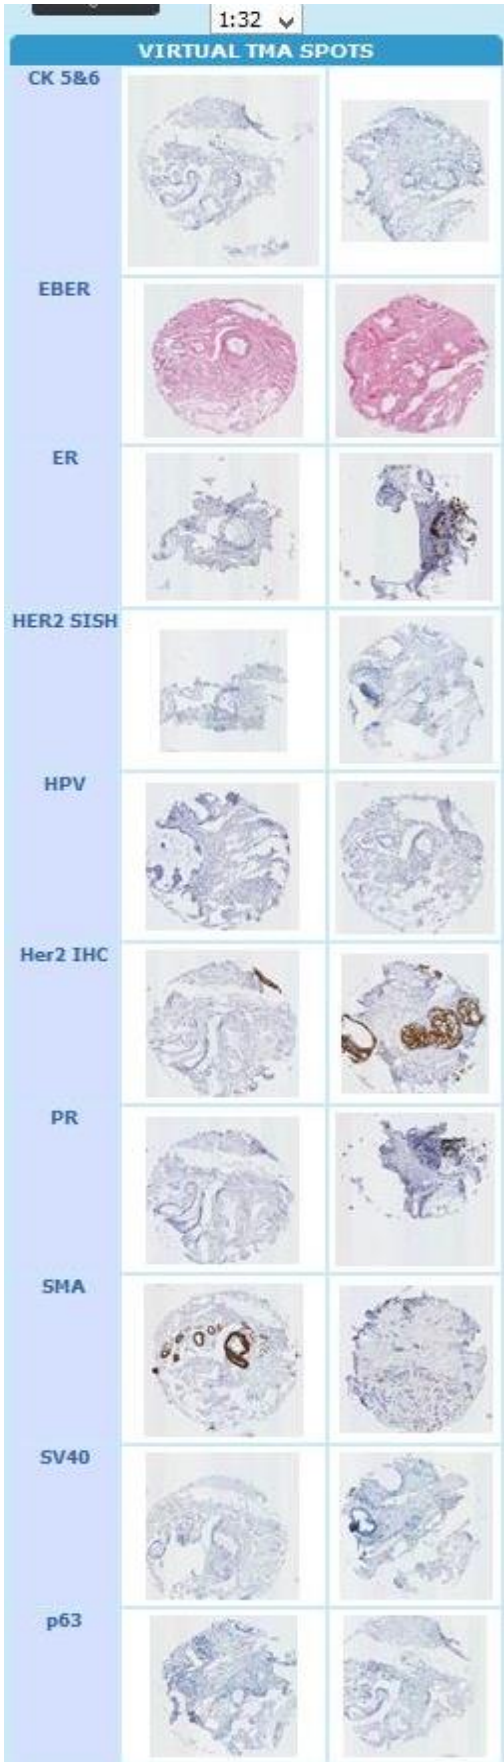 1:32
VIRTUAL TMA SPOTS
CK 5&6
EBER
ER
HER2 SISH
HPV
Her2 IHC
PR
SMA
SV40
p63